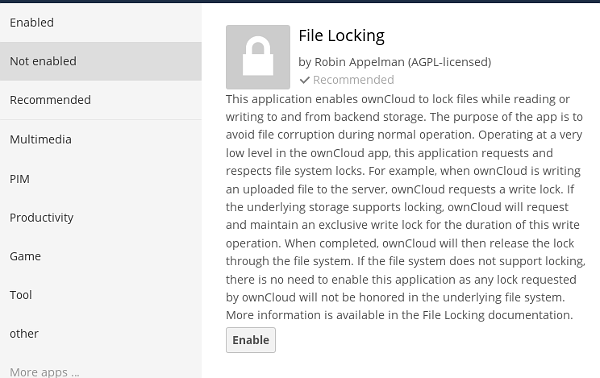 Enabled
Not enabled
Recommended
Multimedia
PIM
Productivity
Game
Tool
other
More apps ...
File Locking
by Robin Appelman (AGPL-licensed)
Recommended
This application enables ownCloud to lock files while reading or
writing to and from backend storage. The purpose of the app is to
avoid file corruption during normal operation. Operating at a very
low level in the ownCloud app, this application requests and
respects file system locks. For example, when ownCloud is writing
an uploaded file to the server, ownCloud requests a write lock. If
the underlying storage supports locking, ownCloud will request
and maintain an exclusive write lock for the duration of this write
operation. When completed, ownCloud will then release the lock
through the file system. If the file system does not support locking,
there is no need to enable this application as any lock requested
by ownCloud will not be honored in the underlying file system.
More information is available in the File Locking documentation.
Enable